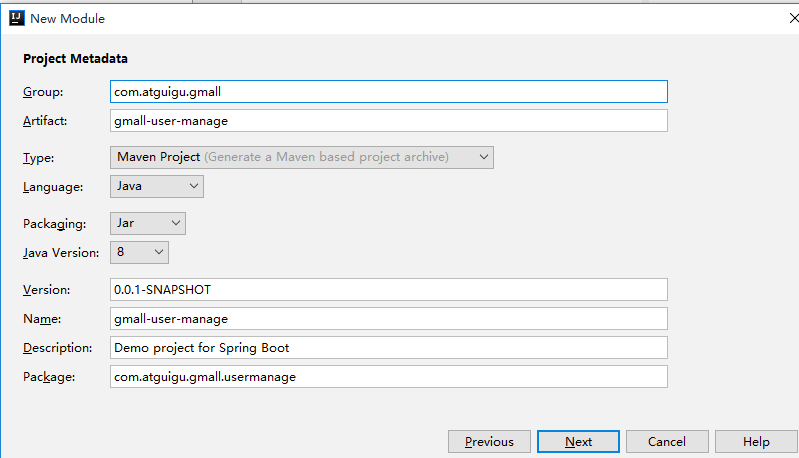 New Module
Project Metadata
Group: com.atguigu.gmall
Artifact: gmall-user-manage
Type: Maven Project (Generate a Maven based project archive)
Language: Java
Packaging: Jar
Java Version: 8
Version: 0.0.1-SNAPSHOT
Name: gmall-user-manage
Description: Demo project for Spring Boot
Package: com.atguigu.gmall.usermanage
Previous Next Cancel Help